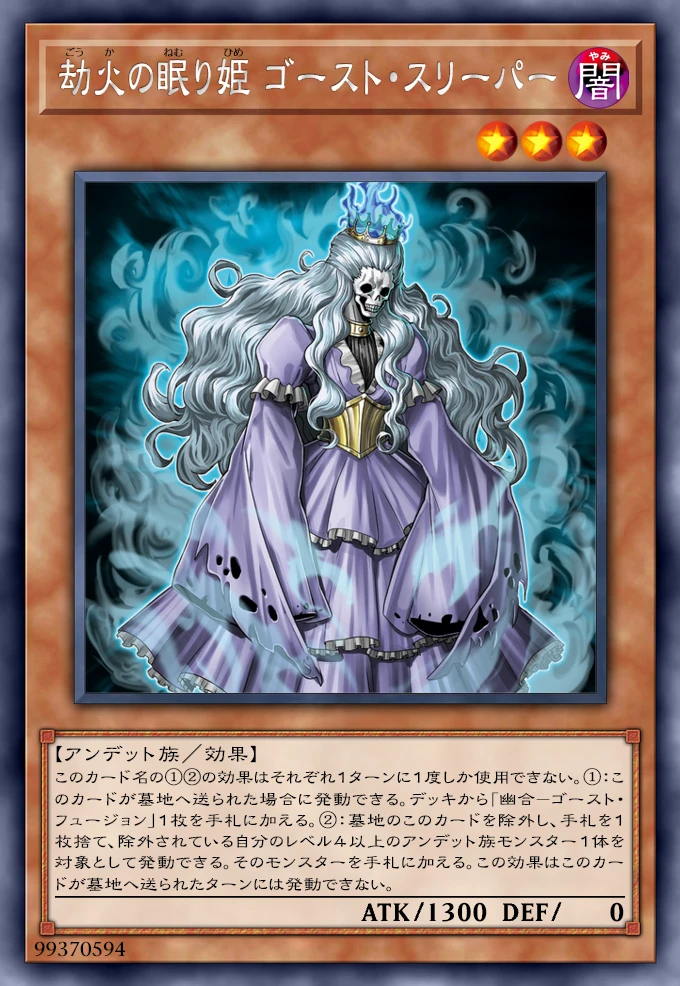 劫火の眠り姫 ゴースト・スリーパー
ごう か ねむ ひめ
闇
やみ
【アンデット族／効果】
このカード名の①②の効果はそれぞれ1ターンに1度しか使用できない。①:こ
のカードが墓地へ送られた場合に発動できる。デッキから「幽合－ゴースト・
フュージョン」1枚を手札に加える。②:墓地のこのカードを除外し、手札を1
枚捨て、除外されている自分のレベル4以上のアンデット族モンスター1体を
対象として発動できる。そのモンスターを手札に加える。この効果はこのカー
ドが墓地へ送られたターンには発動できない。
ATK/1300 DEF/ 0
99370594